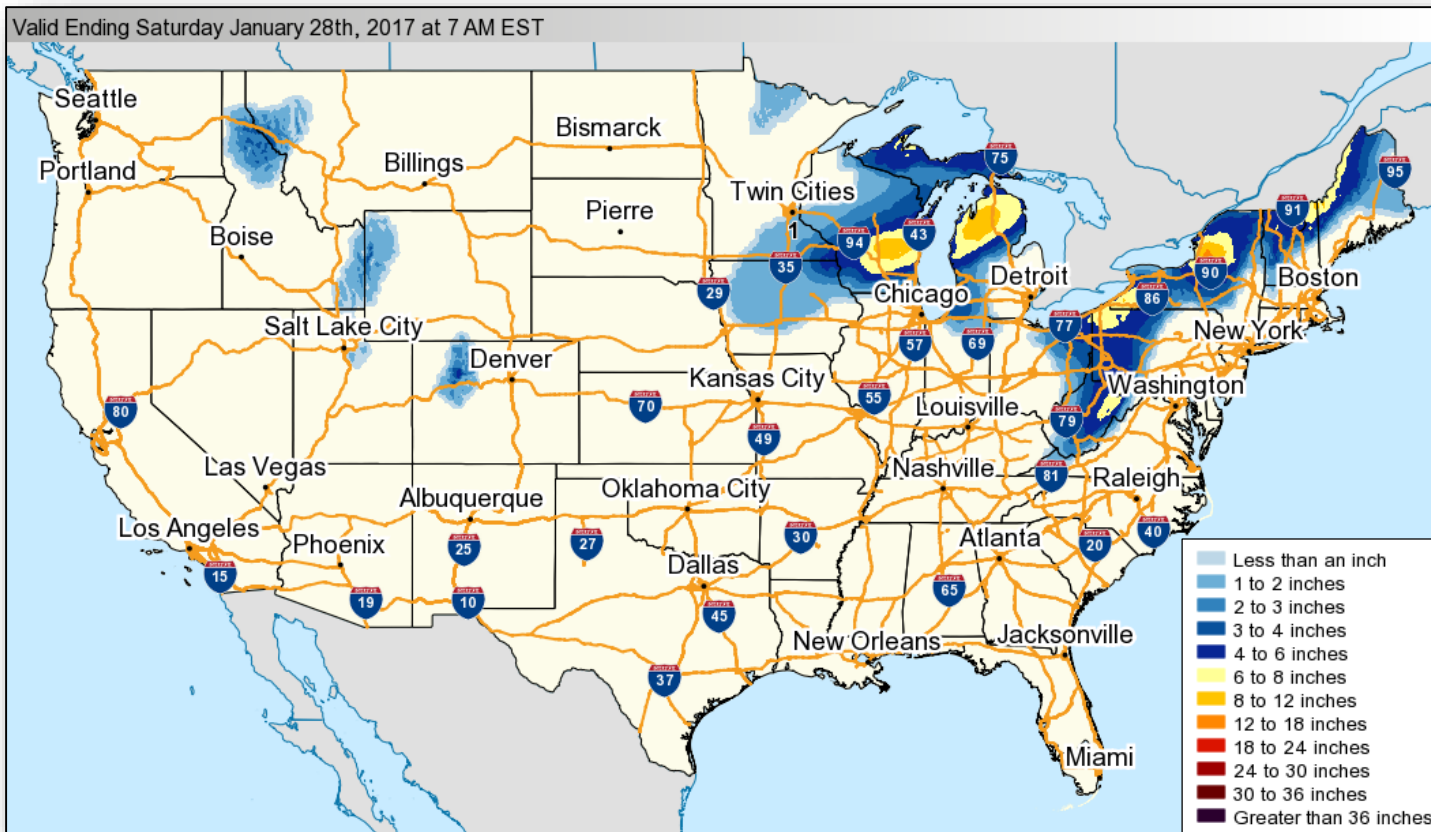 Valid Ending Saturday January 28th, 2017 at 7 AM EST
Seattle
Bismarck
75
Portland
Billings
95
Twin Cities
Pierre
91
1
Boise
94
43
35
90
Boston
Detroit
29
86
Chicago
Salt Lake City
77
New York
57
69
Denver
Kansas City
Washington
80
70
55
Louisville
79
49
Las Vegas
Nashville
81
Raleigh
Albuquerque
Oklahoma City
Los Angeles
40
30
Phoenix
Atlanta
25
27
20
Dallas
15
65
19
10
45
New Orleans
Jacksonville
37
Miami
Less than an inch
1 to 2 inches
2 to 3 inches
3 to 4 inches
4 to 6 inches
6 to 8 inches
8 to 12 inches
12 to 18 inches
18 to 24 inches
24 to 30 inches
30 to 36 inches
Greater than 36 inches